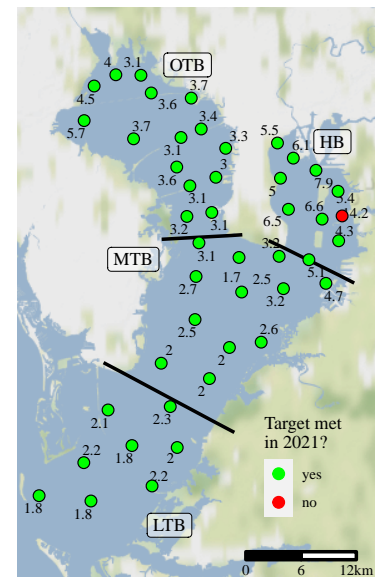 4 3.1 OTB
4.5 3.6 3.7
5.7 3.7 3.1 3.4 5.5 HB
3.3 6.1
3.6 3 5 7.9
3.1 5.4
3.2 3.1 6.5 6.6 14.2
MTB 3.1 3.2 4.3
2.7 1.7 2.5 5.1
3.2 4.7
2.5
2 2 2.6
2
2.1 2.3
Target met
in 2021?
2.2 1.8 2 yes
2.2 no
1.8 1.8
LTB
0 6 12km